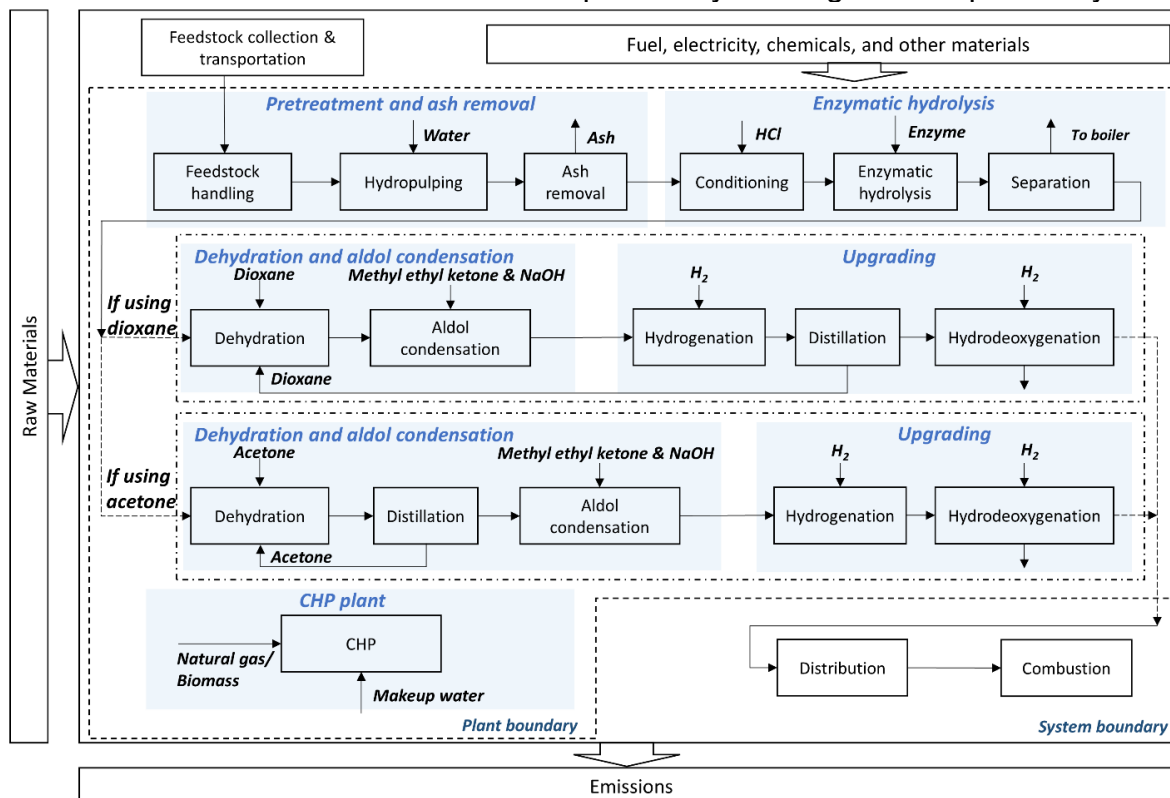 Feedstock collection &
transportation
Fuel, electricity, chemicals, and other materials
Pretreatment and ash removal
Enzymatic hydrolysis
Water
Ash
HCl
Enzyme
To boiler
Feedstock
handling
Hydropulping
Ash
removal
Conditioning
Enzymatic
hydrolysis
Separation
Raw Materials
Dehydration and aldol condensation
Upgrading
If using
dioxane
Dioxane
Methyl ethyl ketone & NaOH
H2
H2
Dehydration
Aldol
condensation
Hydrogenation
Distillation
Hydrodeoxygenation
Dioxane
Dehydration and aldol condensation
Upgrading
If using
acetone
Acetone
Methyl ethyl ketone & NaOH
H2
H2
Dehydration
Distillation
Aldol
condensation
Hydrogenation
Hydrodeoxygenation
Acetone
CHP plant
CHP
Natural gas/
Biomass
Makeup water
Distribution
Combustion
Plant boundary
System boundary
Emissions